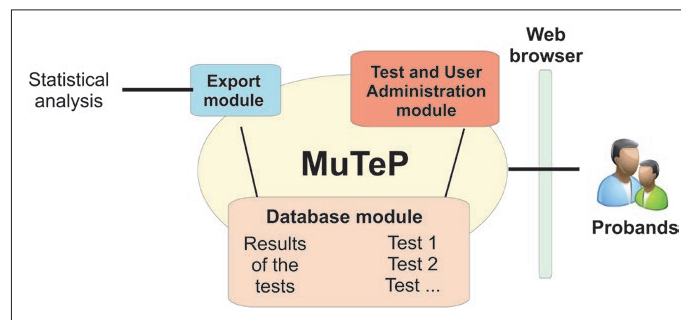 Statistical
analysis
Export
module
Test and User
Administration
module
Web
browser
MuTeP
Probands
Database module
Results
of the
tests
Test 1
Test 2
Test ...